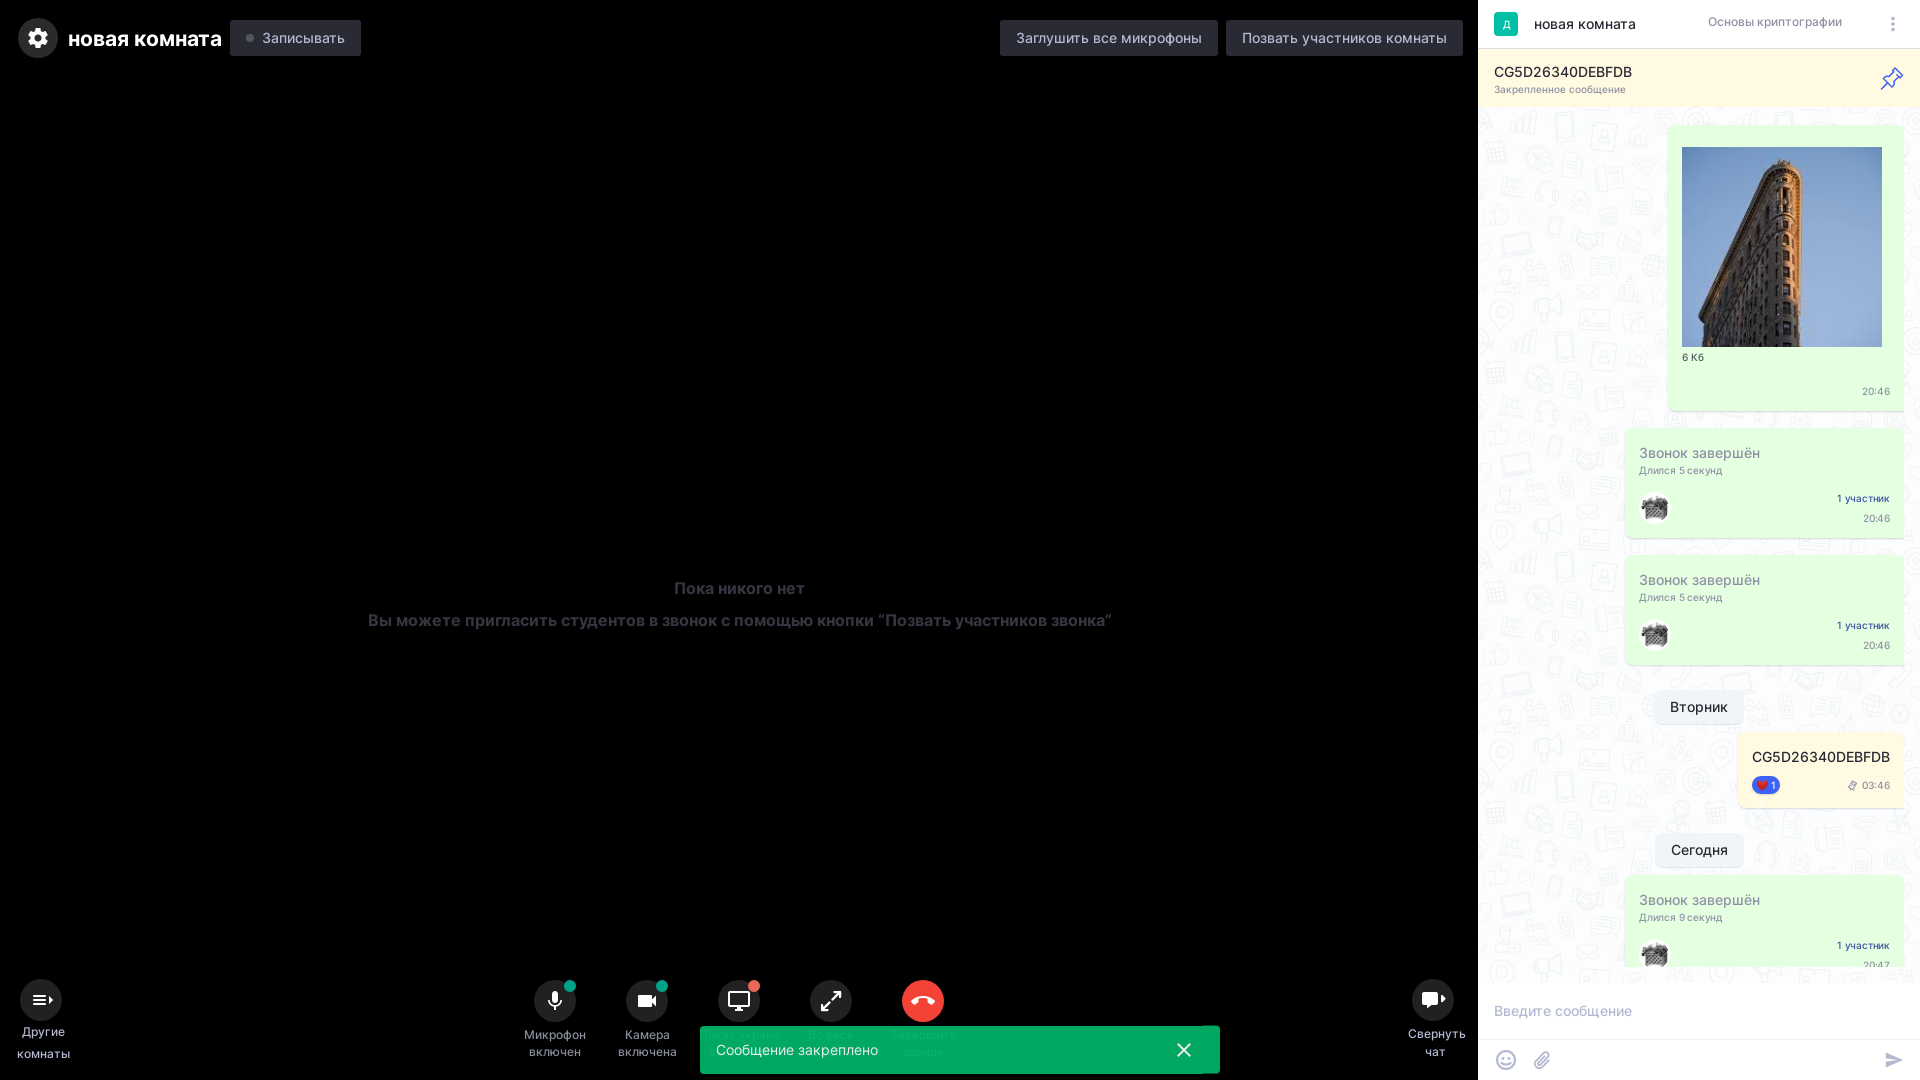 новая комната
Записывать
Заглушить все микрофоны
Позвать участников комнаты
Пока никого нет
Вы можете пригласить студентов в звонок с помощью кнопки “Позвать участников звонка”
Другие
комнаты
Микрофон
включен
Камера
включена
Сообщение закреплено
Свернуть
чат
Д
новая комната
Основы криптографии
CG5D26340DEBFDB
Закрепленное сообщение
6 Кб
20:46
Звонок завершён
Длился 5 секунд
1 участник
20:46
Звонок завершён
Длился 5 секунд
1 участник
20:46
Вторник
CG5D26340DEBFDB
1
03:46
Сегодня
Звонок завершён
Длился 9 секунд
1 участник
20:47
Введите сообщение